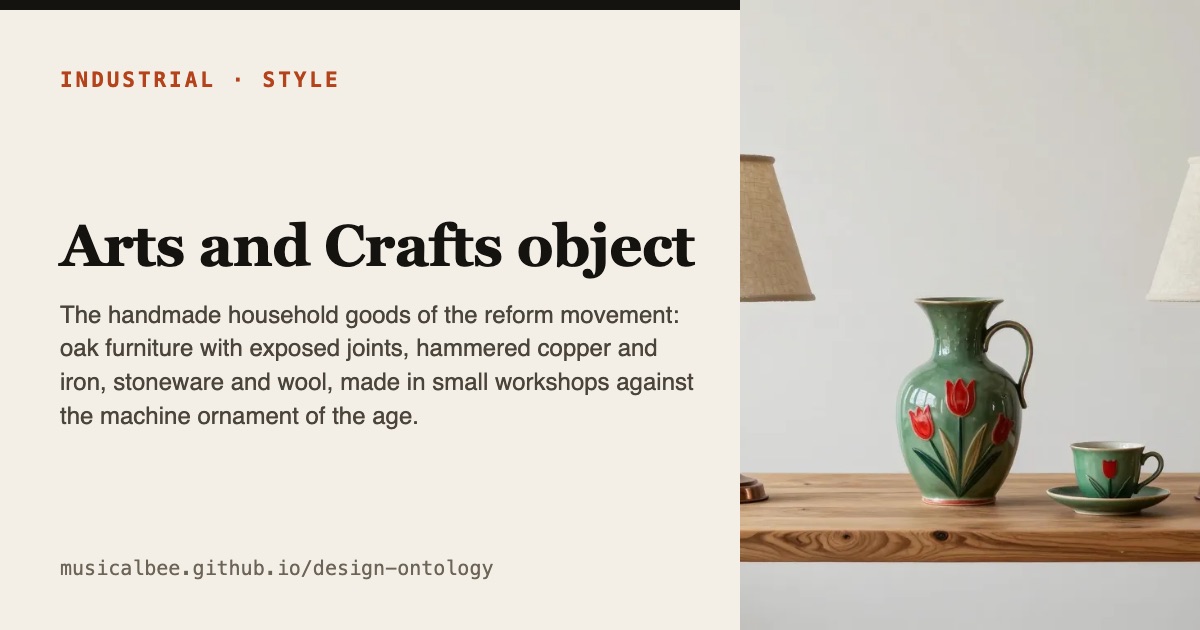 INDUSTRIAL · STYLE
Arts and Crafts object
The handmade household goods of the reform movement:
oak furniture with exposed joints, hammered copper and
iron, stoneware and wool, made in small workshops against
the machine ornament of the age.
musicalbee.github.io/design-ontology